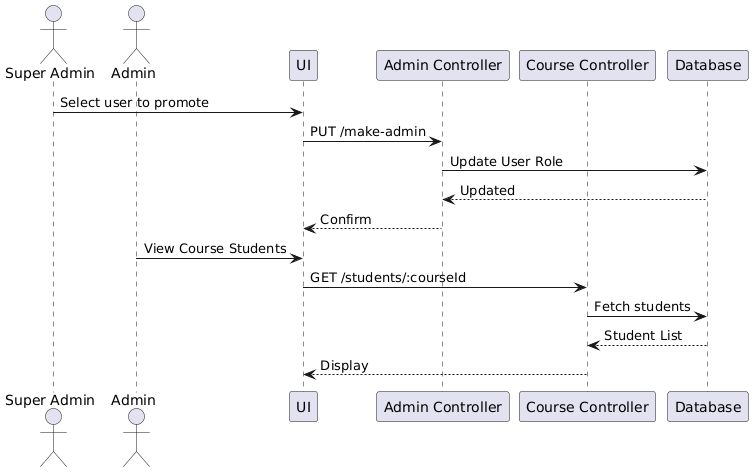 Super Admin
Admin
UI
Admin Controller
Course Controller
Database
Select user to promote
PUT /make-admin
Update User Role
Updated
Confirm
View Course Students
GET /students/:courseId
Fetch students
Student List
Display
Super Admin
Admin
UI
Admin Controller
Course Controller
Database